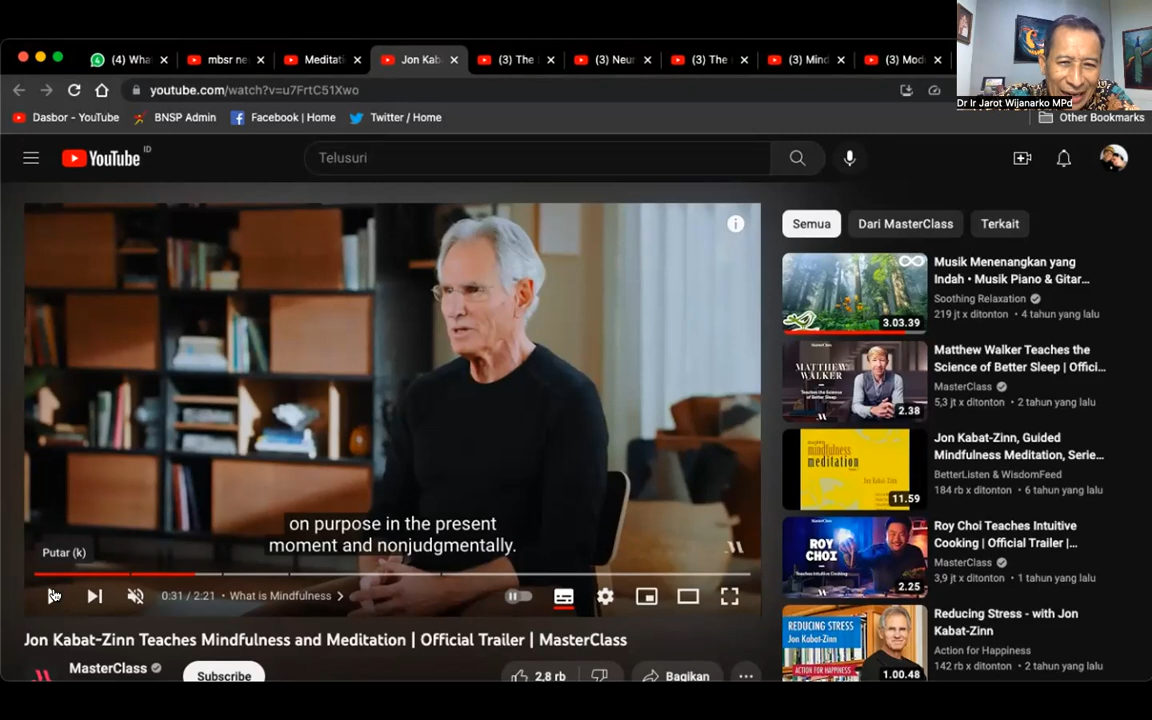 (4) Wha
mbsr ne
Meditati
Jon Kab
(3) The
(3) Neur
(3) The
(3) Mind
(3) Mod
youtube.com/watch?v=u7FrtC51Xwo
Dr Ir Jarot Wijanarko MPd
Dasbor - YouTube
BNSP Admin
Facebook | Home
Twitter / Home
Other Bookmarks
YouTube ID
Telusuri
Semua
Dari MasterClass
Terkait
on purpose in the present
moment and nonjudgmentally.
Putar (k)
0:31 / 2:21 • What is Mindfulness
Jon Kabat-Zinn Teaches Mindfulness and Meditation | Official Trailer | MasterClass
MasterClass
Subscribe
2,8 rb
Bagikan
Musik Menenangkan yang
Indah • Musik Piano & Gitar...
Soothing Relaxation
219 jt x ditonton • 4 tahun yang lalu
3.03.39
MATTHEW
WALKER
Matthew Walker Teaches the
Science of Better Sleep | Offici...
MasterClass
5,3 jt x ditonton • 2 tahun yang lalu
2.38
mindfulness
meditation
Jon Kabat-Zinn, Guided
Mindfulness Meditation, Serie...
BetterListen & WisdomFeed
184 rb x ditonton • 6 tahun yang lalu
11.59
ROY
CHOI
Roy Choi Teaches Intuitive
Cooking | Official Trailer |...
MasterClass
3,9 jt x ditonton • 1 tahun yang lalu
2.25
REDUCING STRESS
Jon Kabat-Zinn
ACTION FOR HAPPINESS
Reducing Stress - with Jon
Kabat-Zinn
Action for Happiness
142 rb x ditonton • 2 tahun yang lalu
1.00.48